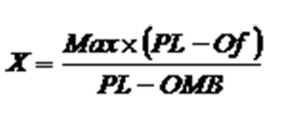 X = Max×(PL – Of)
PL – OMB